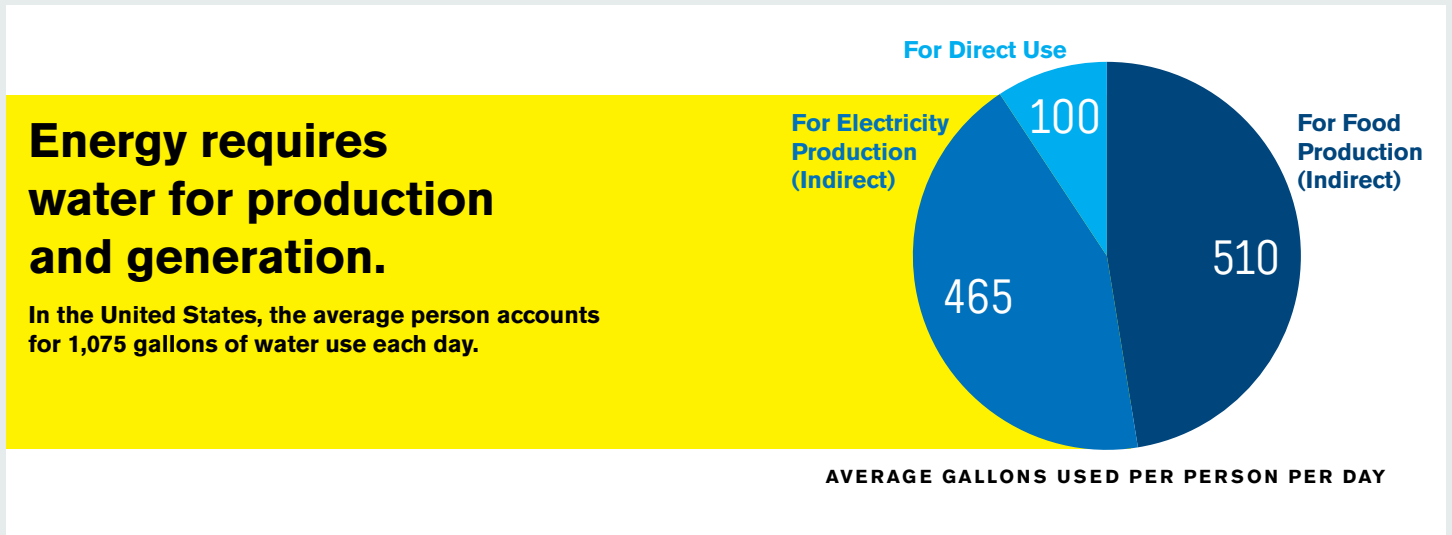 Energy requires
water for production
and generation.
In the United States, the average person accounts
for 1,075 gallons of water use each day.
For Direct Use
100
For Electricity
Production
(Indirect)
465
For Food
Production
(Indirect)
510
AVERAGE GALLONS USED PER PERSON PER DAY